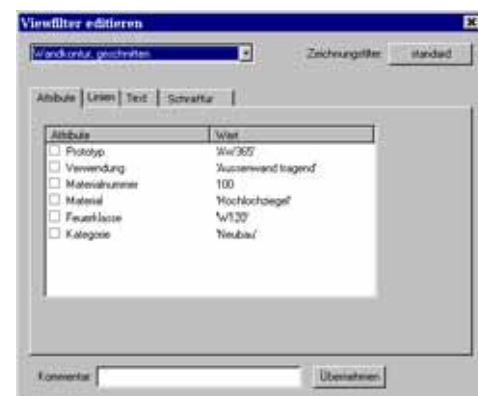 Viewfilter editieren
Wandkontur, geschnitten
Zeichnungsfilter
standard
Attribute Linien Text Schraffur
Attribute Wert
Prototyp 'Aw/365'
Verwendung 'Aussenwand tragend'
Materialnummer 100
Material 'Hochlochziegel'
Feuerklasse 'W120'
Kategorie 'Neubau'
Kommentar
Übernehmen